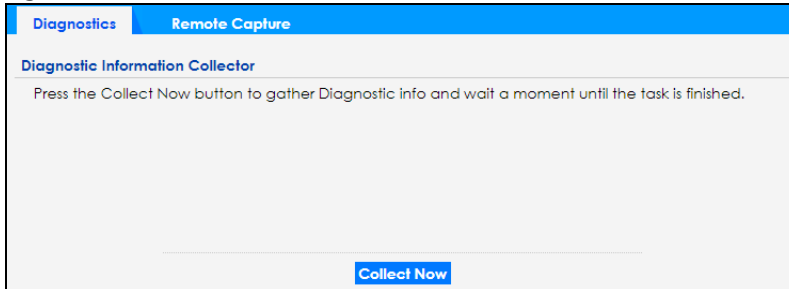 Diagnostics Remote Capture
Diagnostic Information Collector
Press the Collect Now button to gather Diagnostic info and wait a moment until the task is finished.
Collect Now